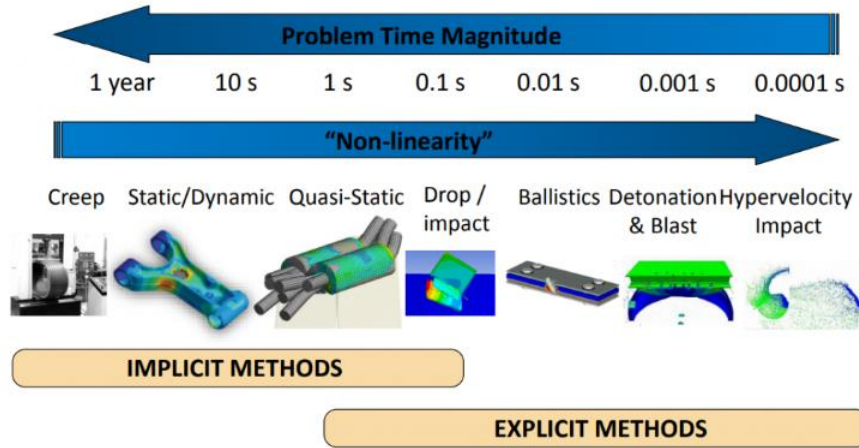 Problem Time Magnitude
1 year 10 s 1 s 0.1 s 0.01 s 0.001 s 0.0001 s
“Non-linearity”
Creep Static/Dynamic Quasi-Static Drop / Ballistics Detonation Hypervelocity
impact & Blast Impact
IMPLICIT METHODS
EXPLICIT METHODS